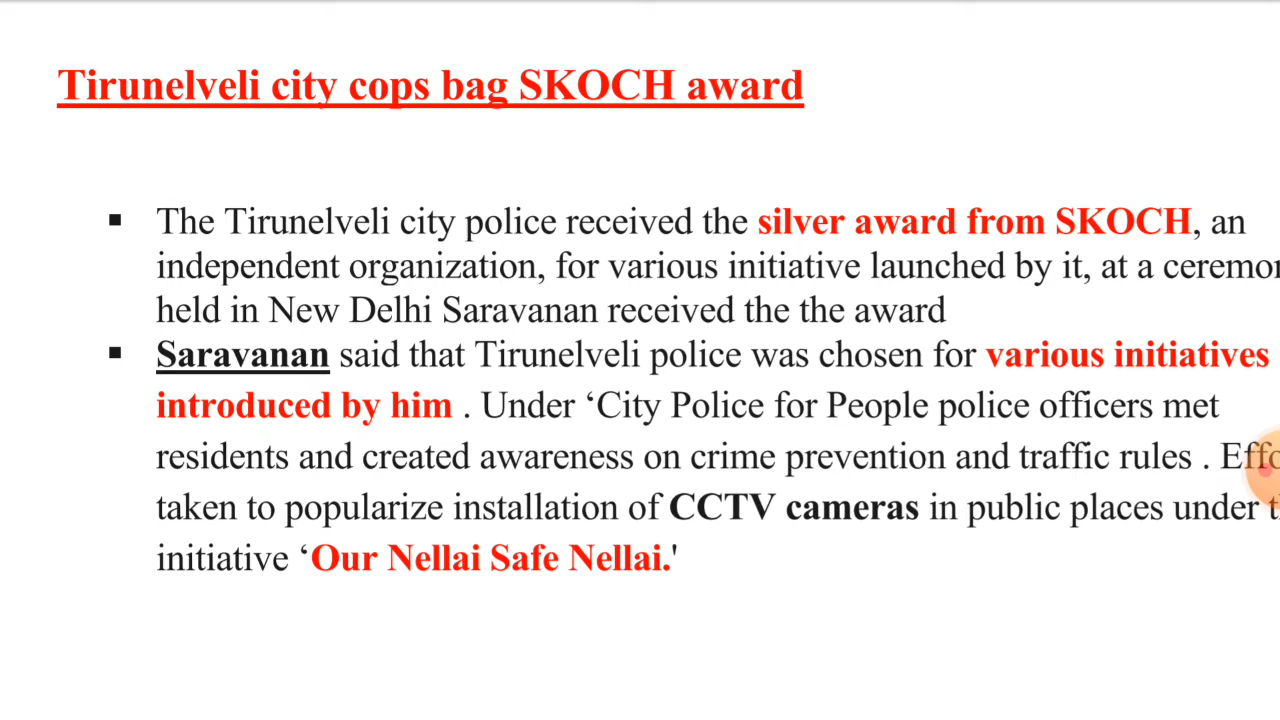 Tirunelveli city cops bag SKOCH award
▪ The Tirunelveli city police received the silver award from SKOCH, an
independent organization, for various initiative launched by it, at a
held in New Delhi Saravanan received the the award
▪ Saravanan said that Tirunelveli police was chosen for various initiatives
introduced by him . Under ‘City Police for People police officers met
residents and created awareness on crime prevention and traffic rules .
taken to popularize installation of CCTV cameras in public places under
initiative ‘Our Nellai Safe Nellai.'